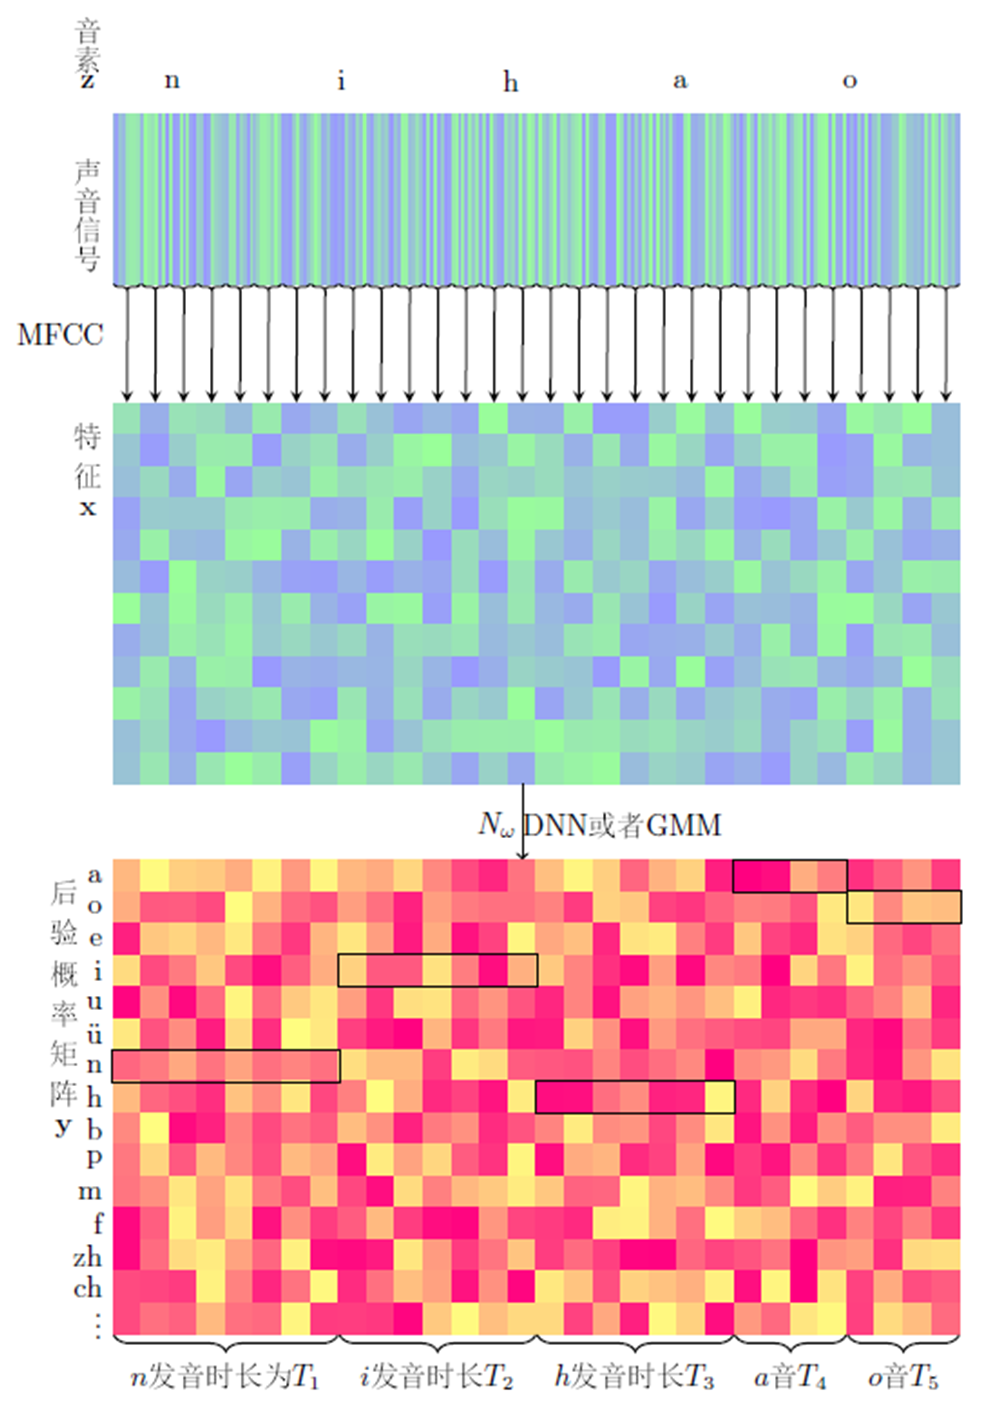 音素
z n i h a o
声音信号
MFCC
特征
x
N_ω DNN或者GMM
后验概率矩阵
y
a
o
e
i
u
ü
n
h
b
p
m
f
zh
ch
⋮
n发音时长为T₁ i发音时长T₂ h发音时长T₃ a音T₄ o音T₅